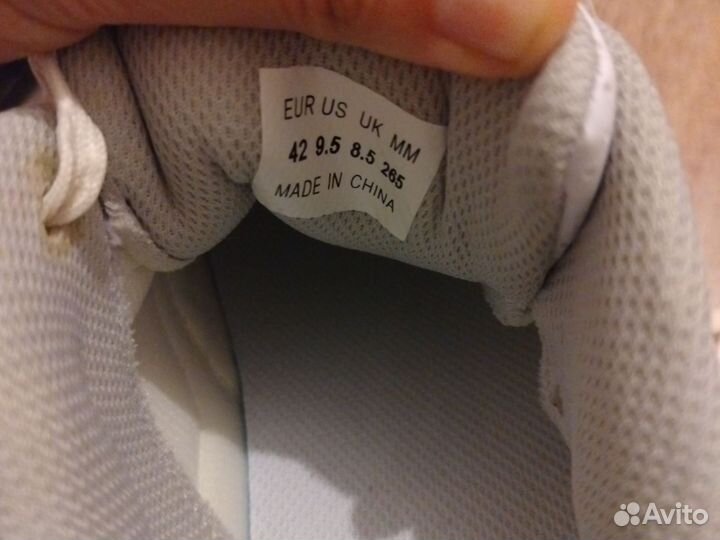 EUR US UK MM
42 9.5 8.5 265
MADE IN CHINA
Avito